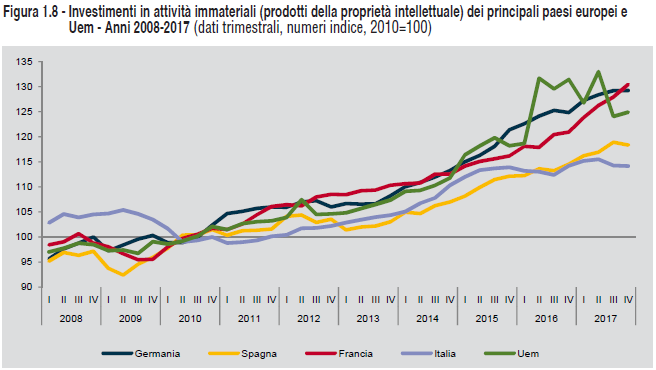 Figura 1.8 - Investimenti in attività immateriali (prodotti della proprietà intellettuale) dei principali paesi europei e
Uem - Anni 2008-2017 (dati trimestrali, numeri indice, 2010=100)
135
130
125
120
115
110
105
100
95
90
I II III IV I II III IV I II III IV I II III IV I II III IV I II III IV I II III IV I II III IV I II III IV I II III IV
2008 2009 2010 2011 2012 2013 2014 2015 2016 2017
Germania Spagna Francia Italia Uem